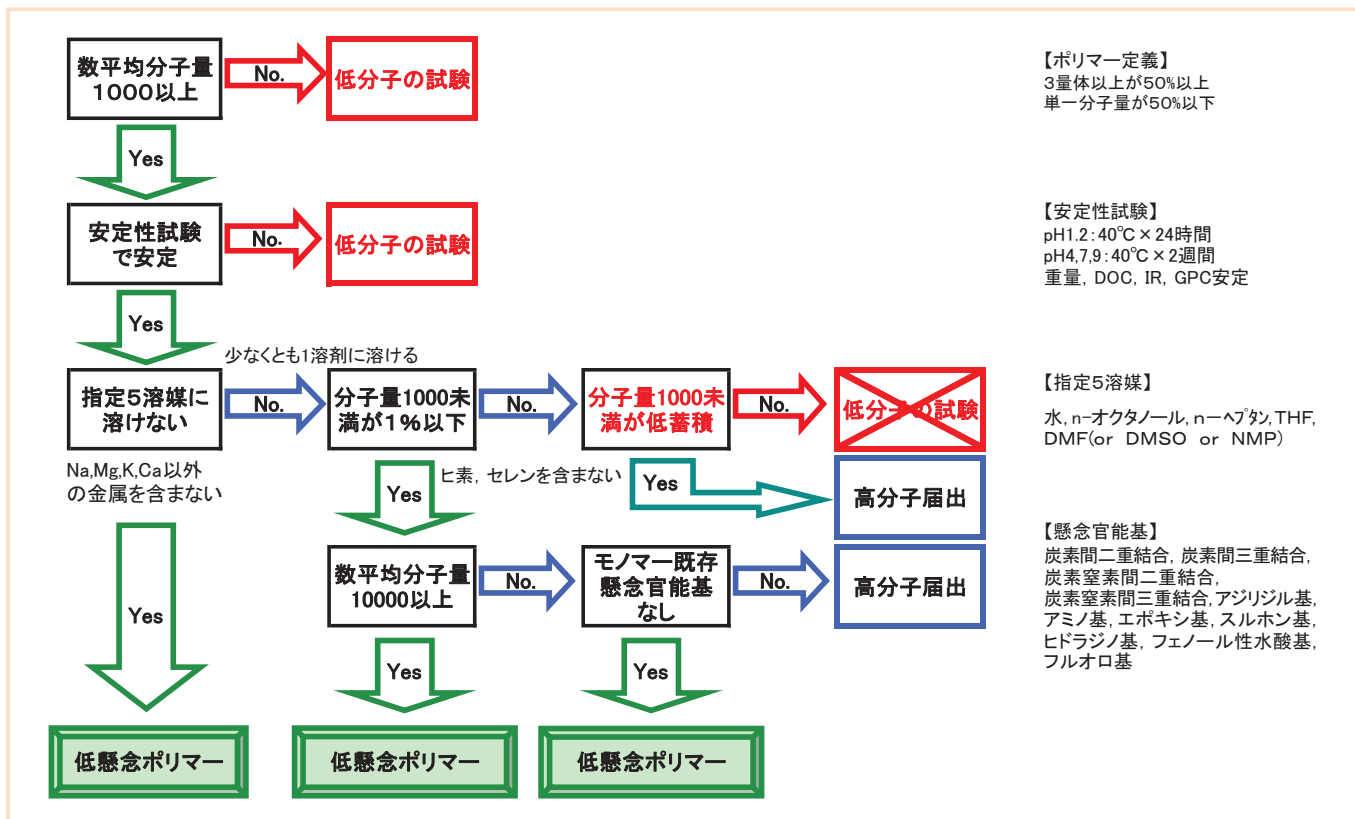 数平均分子量
1000以上
No.
低分子の試験
【ポリマー定義】
3量体以上が50%以上
単一分子量が50%以下
Yes
安定性試験
で安定
No.
低分子の試験
【安定性試験】
pH1.2:40℃×24時間
pH4,7,9:40℃×2週間
重量, DOC, IR, GPC安定
Yes
少なくとも1溶剤に溶ける
指定5溶媒に
溶けない
No.
分子量1000未
満が1%以下
No.
分子量1000未
満が低蓄積
No.
低分子の試験
【指定5溶媒】
水, n-オクタノール, n-ヘプタン, THF,
DMF(or DMSO or NMP)
Na,Mg,K,Ca以外
の金属を含まない
Yes
ヒ素, セレンを含まない
Yes
高分子届出
数平均分子量
10000以上
No.
モノマー既存
懸念官能基
なし
No.
高分子届出
【懸念官能基】
炭素間二重結合, 炭素間三重結合,
炭素窒素間二重結合,
炭素窒素間三重結合, アジリジル基,
アミノ基, エポキシ基, スルホン基,
ヒドラジノ基, フェノール性水酸基,
フルオロ基
Yes
Yes
Yes
低懸念ポリマー
低懸念ポリマー
低懸念ポリマー